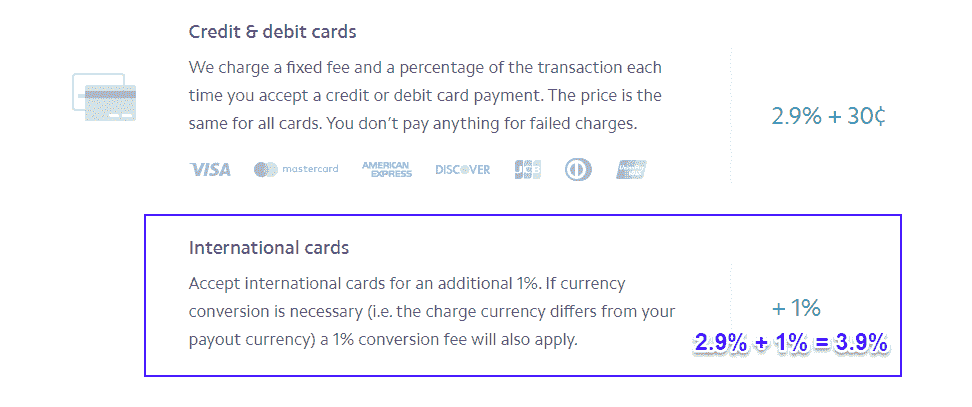 Credit & debit cards
We charge a fixed fee and a percentage of the transaction each
time you accept a credit or debit card payment. The price is the
same for all cards. You don't pay anything for failed charges.
2.9% + 30¢
VISA mastercard AMERICAN EXPRESS DISCOVER JCB
International cards
Accept international cards for an additional 1%. If currency
conversion is necessary (i.e. the charge currency differs from your
payout currency) a 1% conversion fee will also apply.
+ 1%
2.9% + 1% = 3.9%